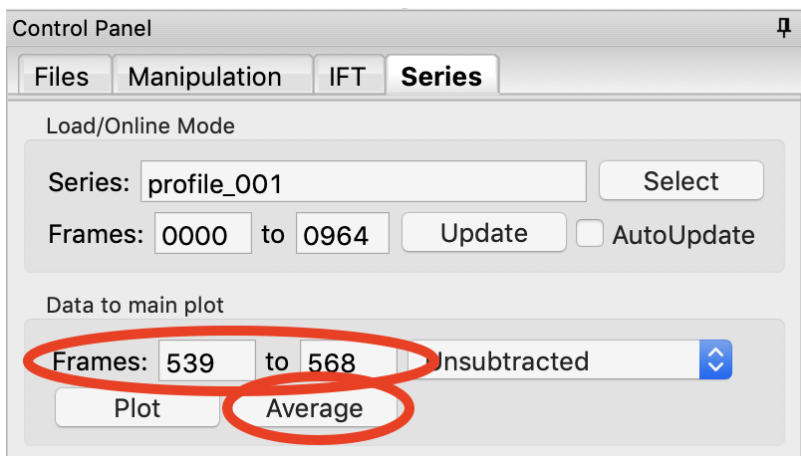 Control Panel
Files Manipulation IFT Series
Load/Online Mode
Series: profile_001 Select
Frames: 0000 to 0964 Update AutoUpdate
Data to main plot
Frames: 539 to 568 Unsubtracted
Plot Average